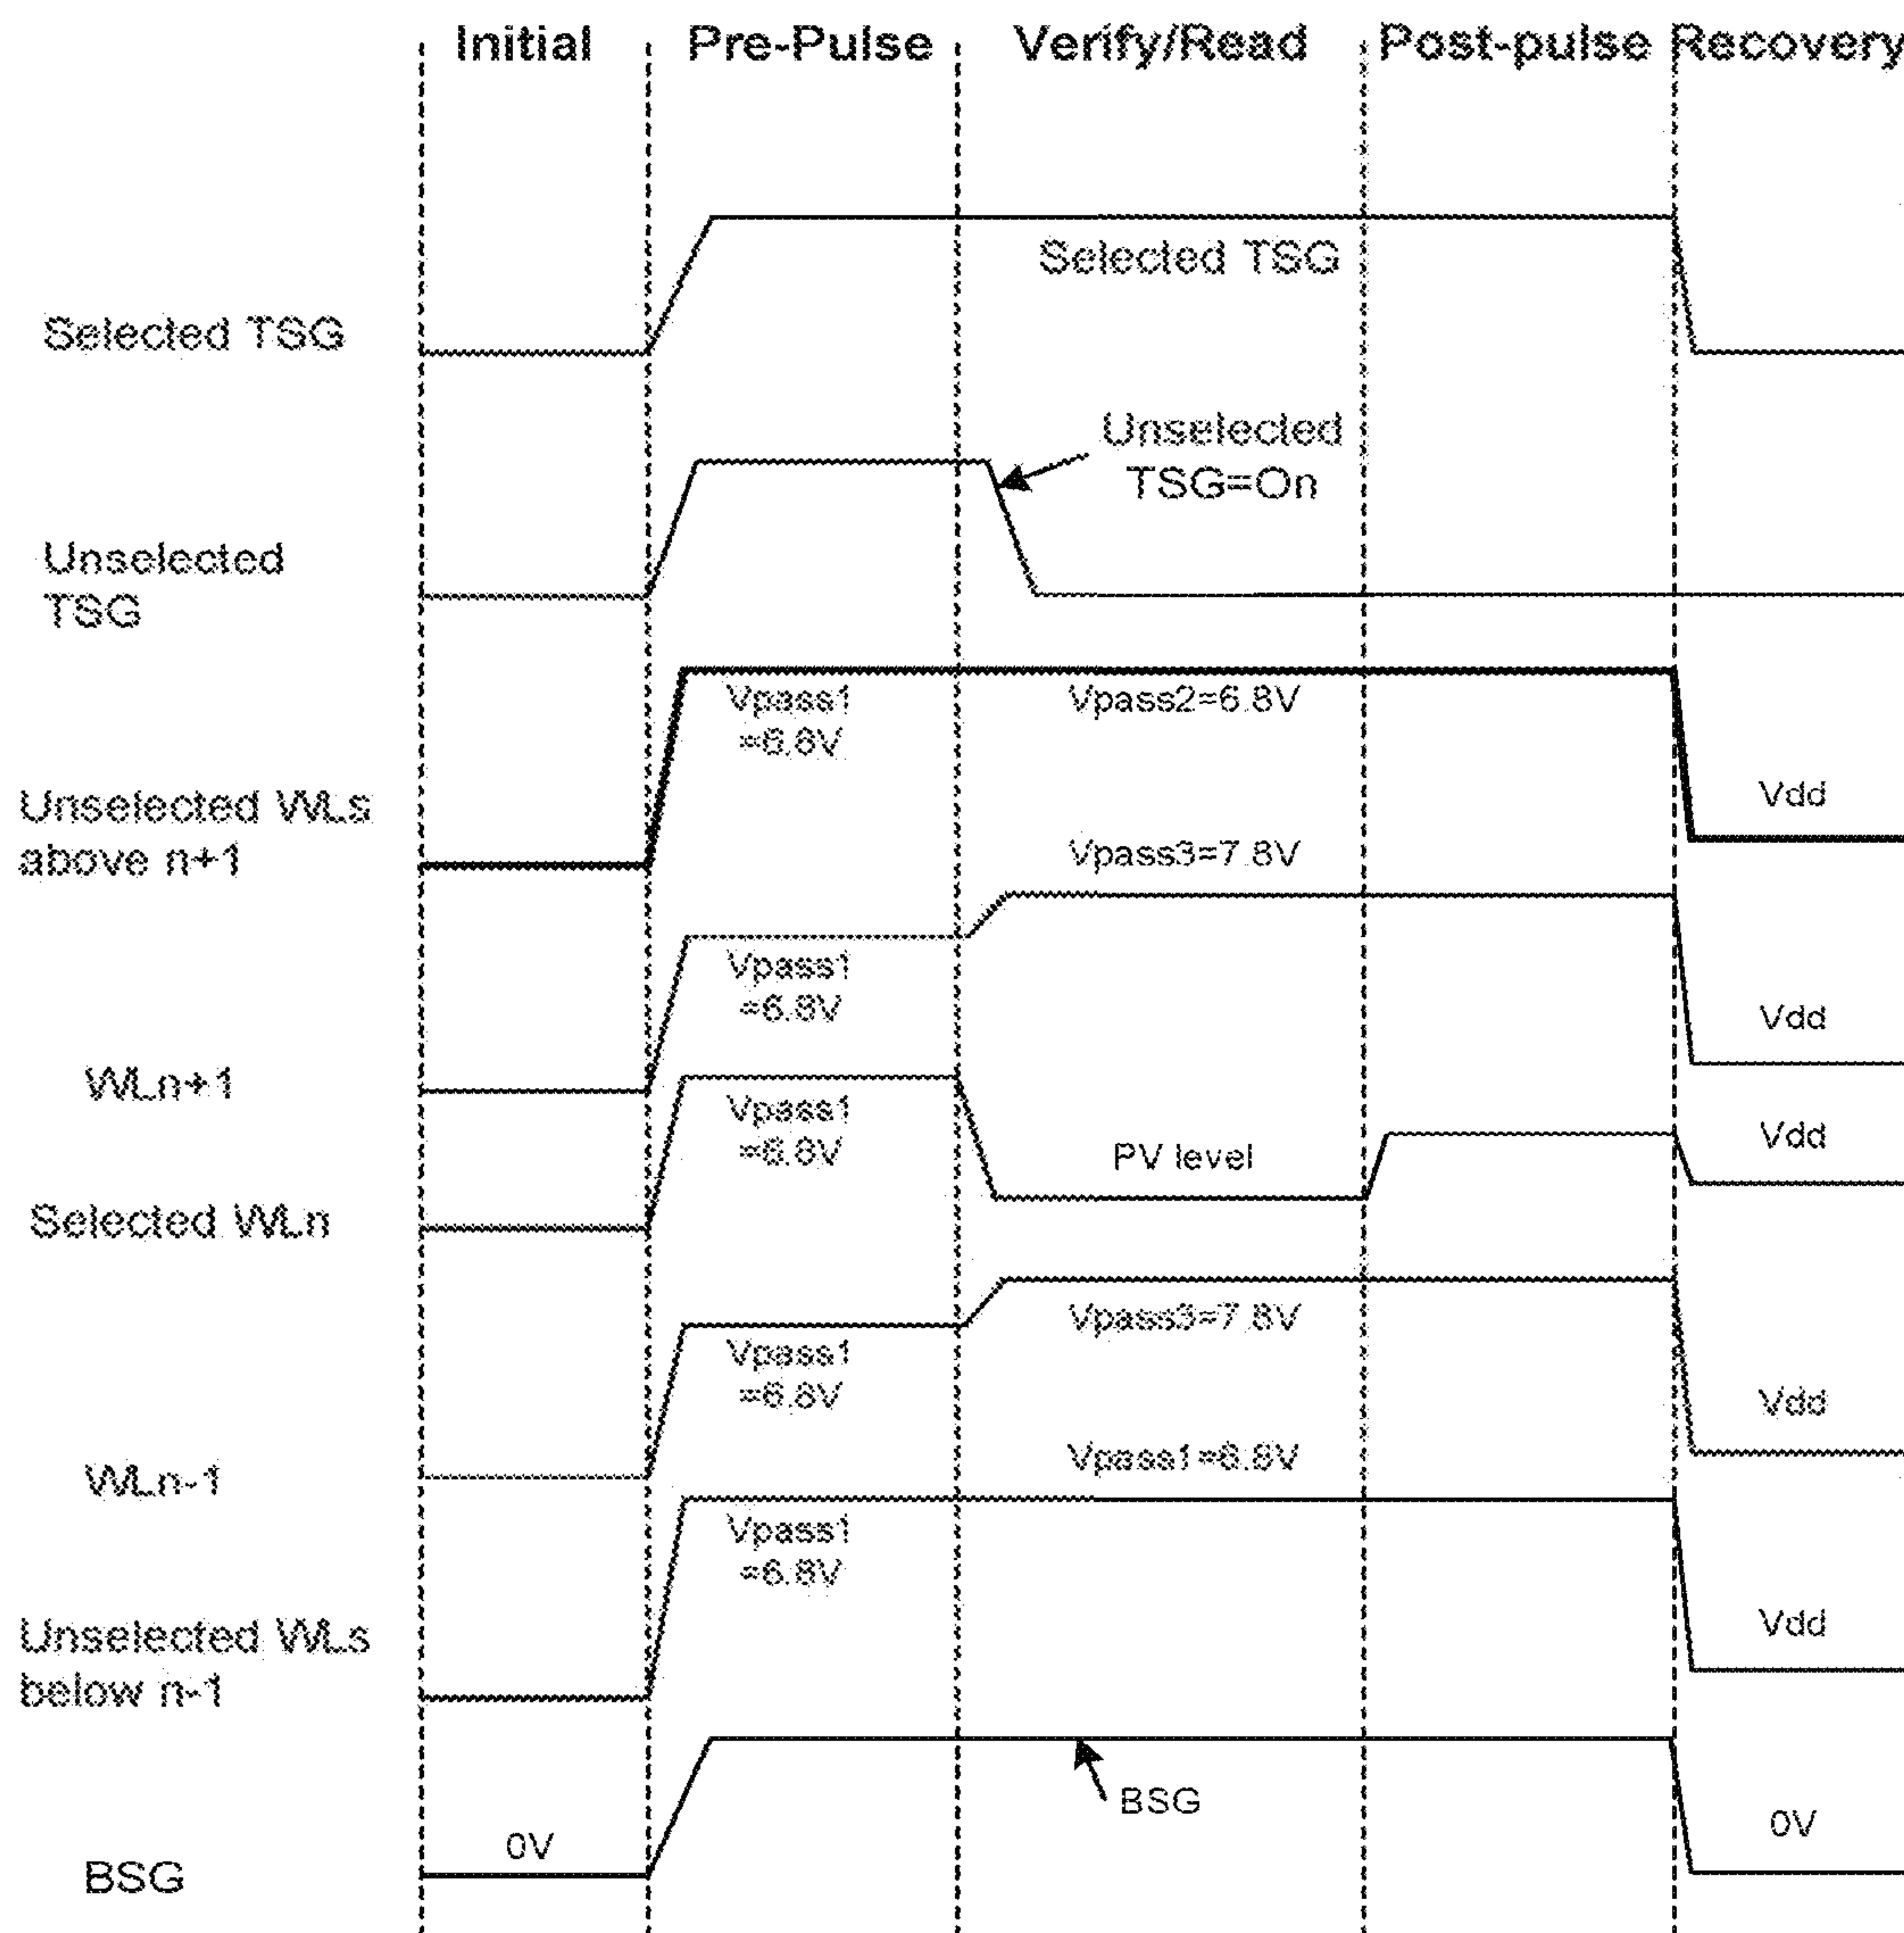 Initial Pre-Pulse Verify/Read Post-pulse Recovery
Selected TSG
Selected TSG
Unselected
TSG=On
Unselected
TSG
Vpass1
=6.8V
Vpass2=6.8V
Vdd
Unselected WLs
above n+1
Vpass3=7.8V
Vpass1
=6.8V
Vdd
WLn+1
Vpass1
=6.8V
PV level
Vdd
Selected WLn
Vpass3=7.8V
Vpass1
=6.8V
Vdd
WLn-1
Vpass1=6.8V
Vpass1
=6.8V
Vdd
Unselected WLs
below n-1
BSG
0V
0V
BSG